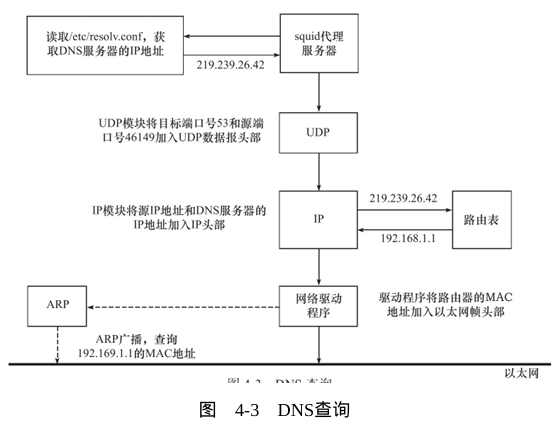 读取/etc/resolv.conf，获
取DNS服务器的IP地址
squid代理
服务器
219.239.26.42
UDP模块将目标端口号53和源端
口号46149加入UDP数据报头部
UDP
IP模块将源IP地址和DNS服务器的
IP地址加入IP头部
IP
219.239.26.42
192.168.1.1
路由表
ARP
网络驱动
程序
驱动程序将路由器的MAC
地址加入以太网帧头部
ARP广播，查询
192.169.1.1的MAC地址
以太网
图 4-3 DNS 查询
图 4-3 DNS查询